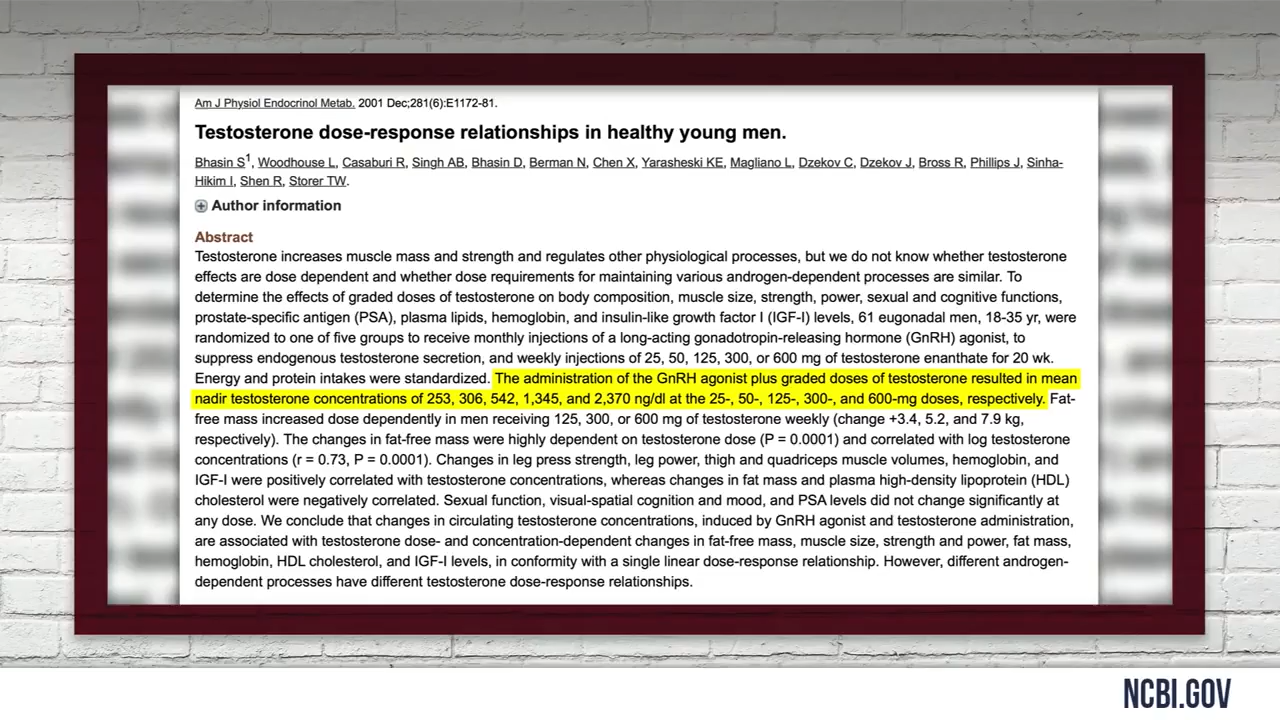 Am J Physiol Endocrinol Metab. 2001 Dec;281(6):E1172-81.
Testosterone dose-response relationships in healthy young men.
Bhasin S1, Woodhouse L, Casaburi R, Singh AB, Bhasin D, Berman N, Chen X, Yarasheski KE, Magliano L, Dzekov C, Dzekov J, Bross R, Phillips J, Sinha-
Hikim I, Shen R, Storer TW.
Author information
Abstract
Testosterone increases muscle mass and strength and regulates other physiological processes, but we do not know whether testosterone
effects are dose dependent and whether dose requirements for maintaining various androgen-dependent processes are similar. To
determine the effects of graded doses of testosterone on body composition, muscle size, strength, power, sexual and cognitive functions,
prostate-specific antigen (PSA), plasma lipids, hemoglobin, and insulin-like growth factor I (IGF-I) levels, 61 eugonadal men, 18-35 yr, were
randomized to one of five groups to receive monthly injections of a long-acting gonadotropin-releasing hormone (GnRH) agonist, to
suppress endogenous testosterone secretion, and weekly injections of 25, 50, 125, 300, or 600 mg of testosterone enanthate for 20 wk.
Energy and protein intakes were standardized. The administration of the GnRH agonist plus graded doses of testosterone resulted in mean
nadir testosterone concentrations of 253, 306, 542, 1,345, and 2,370 ng/dl at the 25-, 50-, 125-, 300-, and 600-mg doses, respectively. Fat-
free mass increased dose dependently in men receiving 125, 300, or 600 mg of testosterone weekly (change +3.4, 5.2, and 7.9 kg,
respectively). The changes in fat-free mass were highly dependent on testosterone dose (P = 0.0001) and correlated with log testosterone
concentrations (r = 0.73, P = 0.0001). Changes in leg press strength, leg power, thigh and quadriceps muscle volumes, hemoglobin, and
IGF-I were positively correlated with testosterone concentrations, whereas changes in fat mass and plasma high-density lipoprotein (HDL)
cholesterol were negatively correlated. Sexual function, visual-spatial cognition and mood, and PSA levels did not change significantly at
any dose. We conclude that changes in circulating testosterone concentrations, induced by GnRH agonist and testosterone administration,
are associated with testosterone dose- and concentration-dependent changes in fat-free mass, muscle size, strength and power, fat mass,
hemoglobin, HDL cholesterol, and IGF-I levels, in conformity with a single linear dose-response relationship. However, different androgen-
dependent processes have different testosterone dose-response relationships.
NCBI.GOV